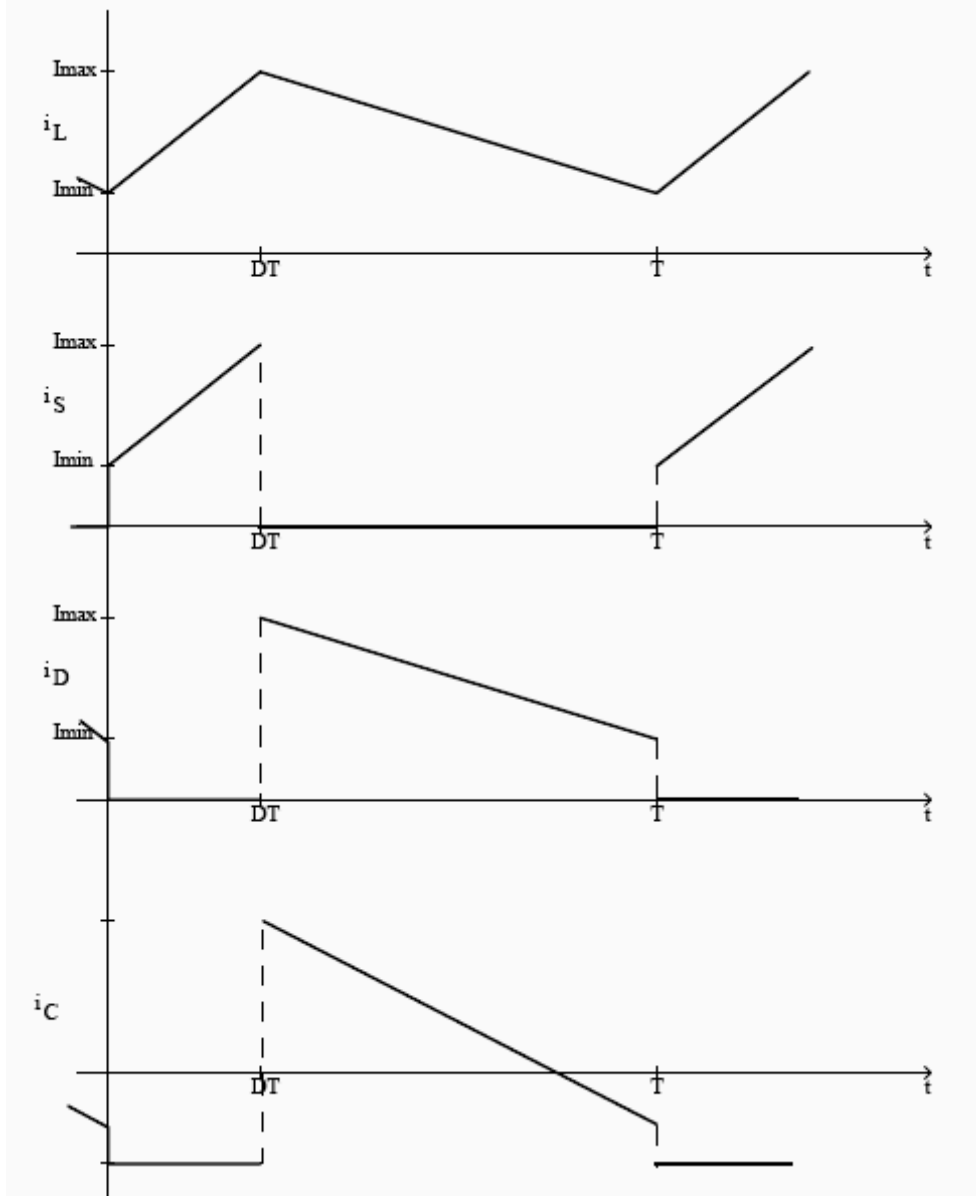 Imax
iL
Imin
DT T t
Imax
iS
Imin
DT T t
Imax
iD
Imin
DT T t
iC
DT T t